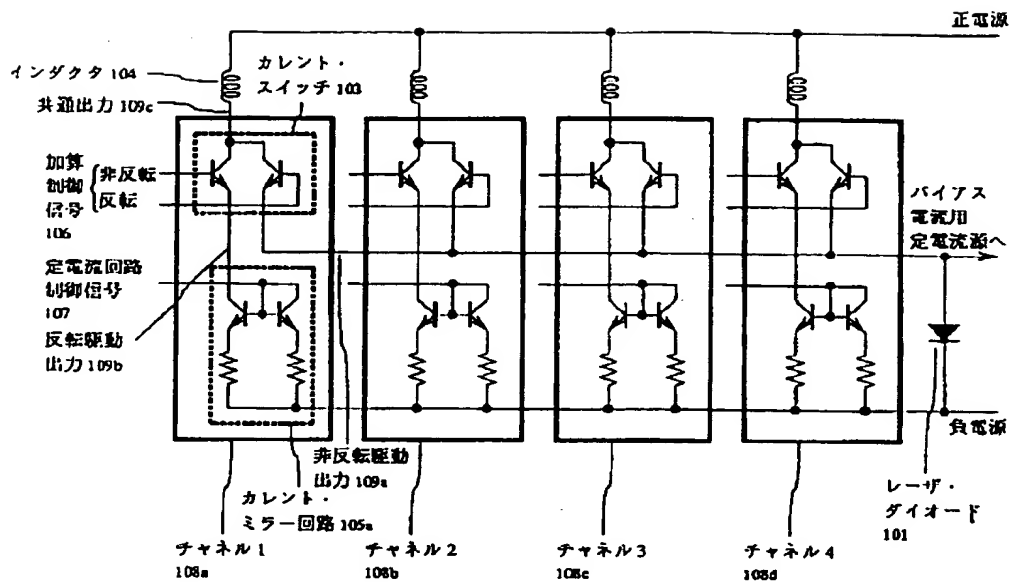 正電源
インダクタ 104
カレント・
スイッチ 103
共通出力 109c
加算
制御
信号
106
非反転
反転
バイアス
電流用
定電流源へ
定電流回路
制御信号
107
反転駆動
出力 109b
負電源
非反転駆動
出力 109a
カレント・
ミラー回路 105a
レーザ・
ダイオード
101
チャネル 1
108a
チャネル 2
108b
チャネル 3
108c
チャネル 4
108d